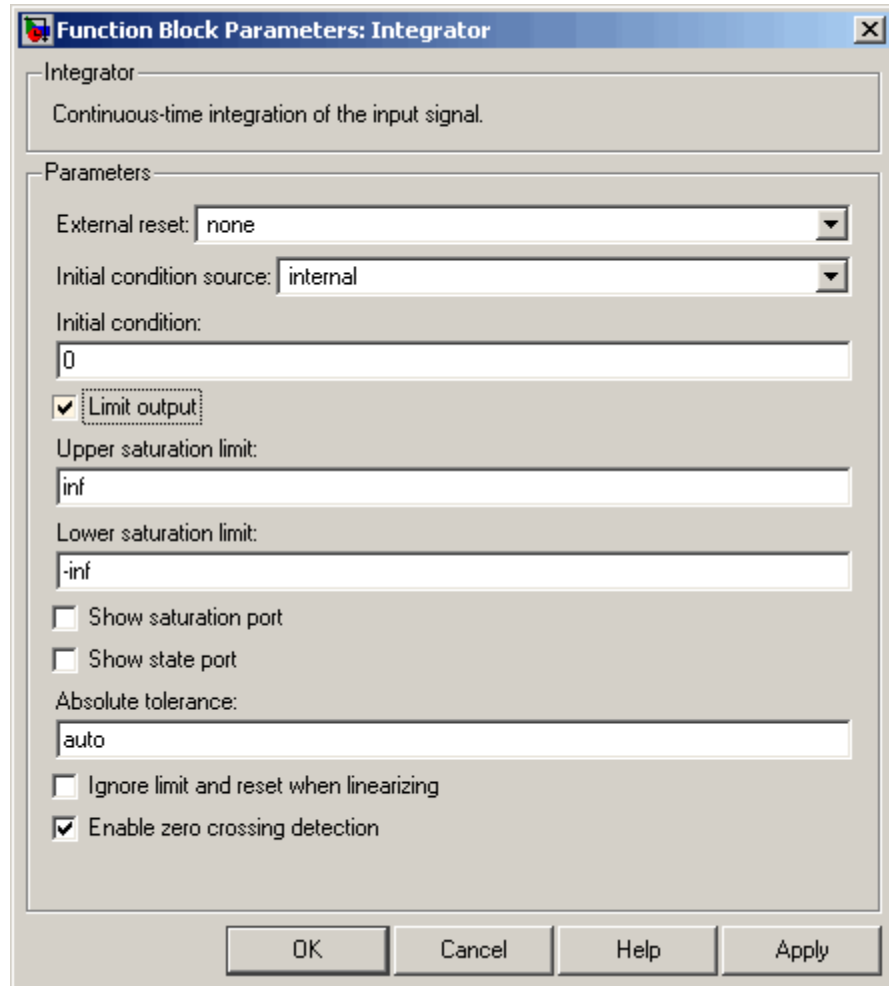 Function Block Parameters: Integrator
Integrator
Continuous-time integration of the input signal.
Parameters
External reset: none
Initial condition source: internal
Initial condition:
0
Limit output
Upper saturation limit:
inf
Lower saturation limit:
-inf
Show saturation port
Show state port
Absolute tolerance:
auto
Ignore limit and reset when linearizing
Enable zero crossing detection
OK Cancel Help Apply